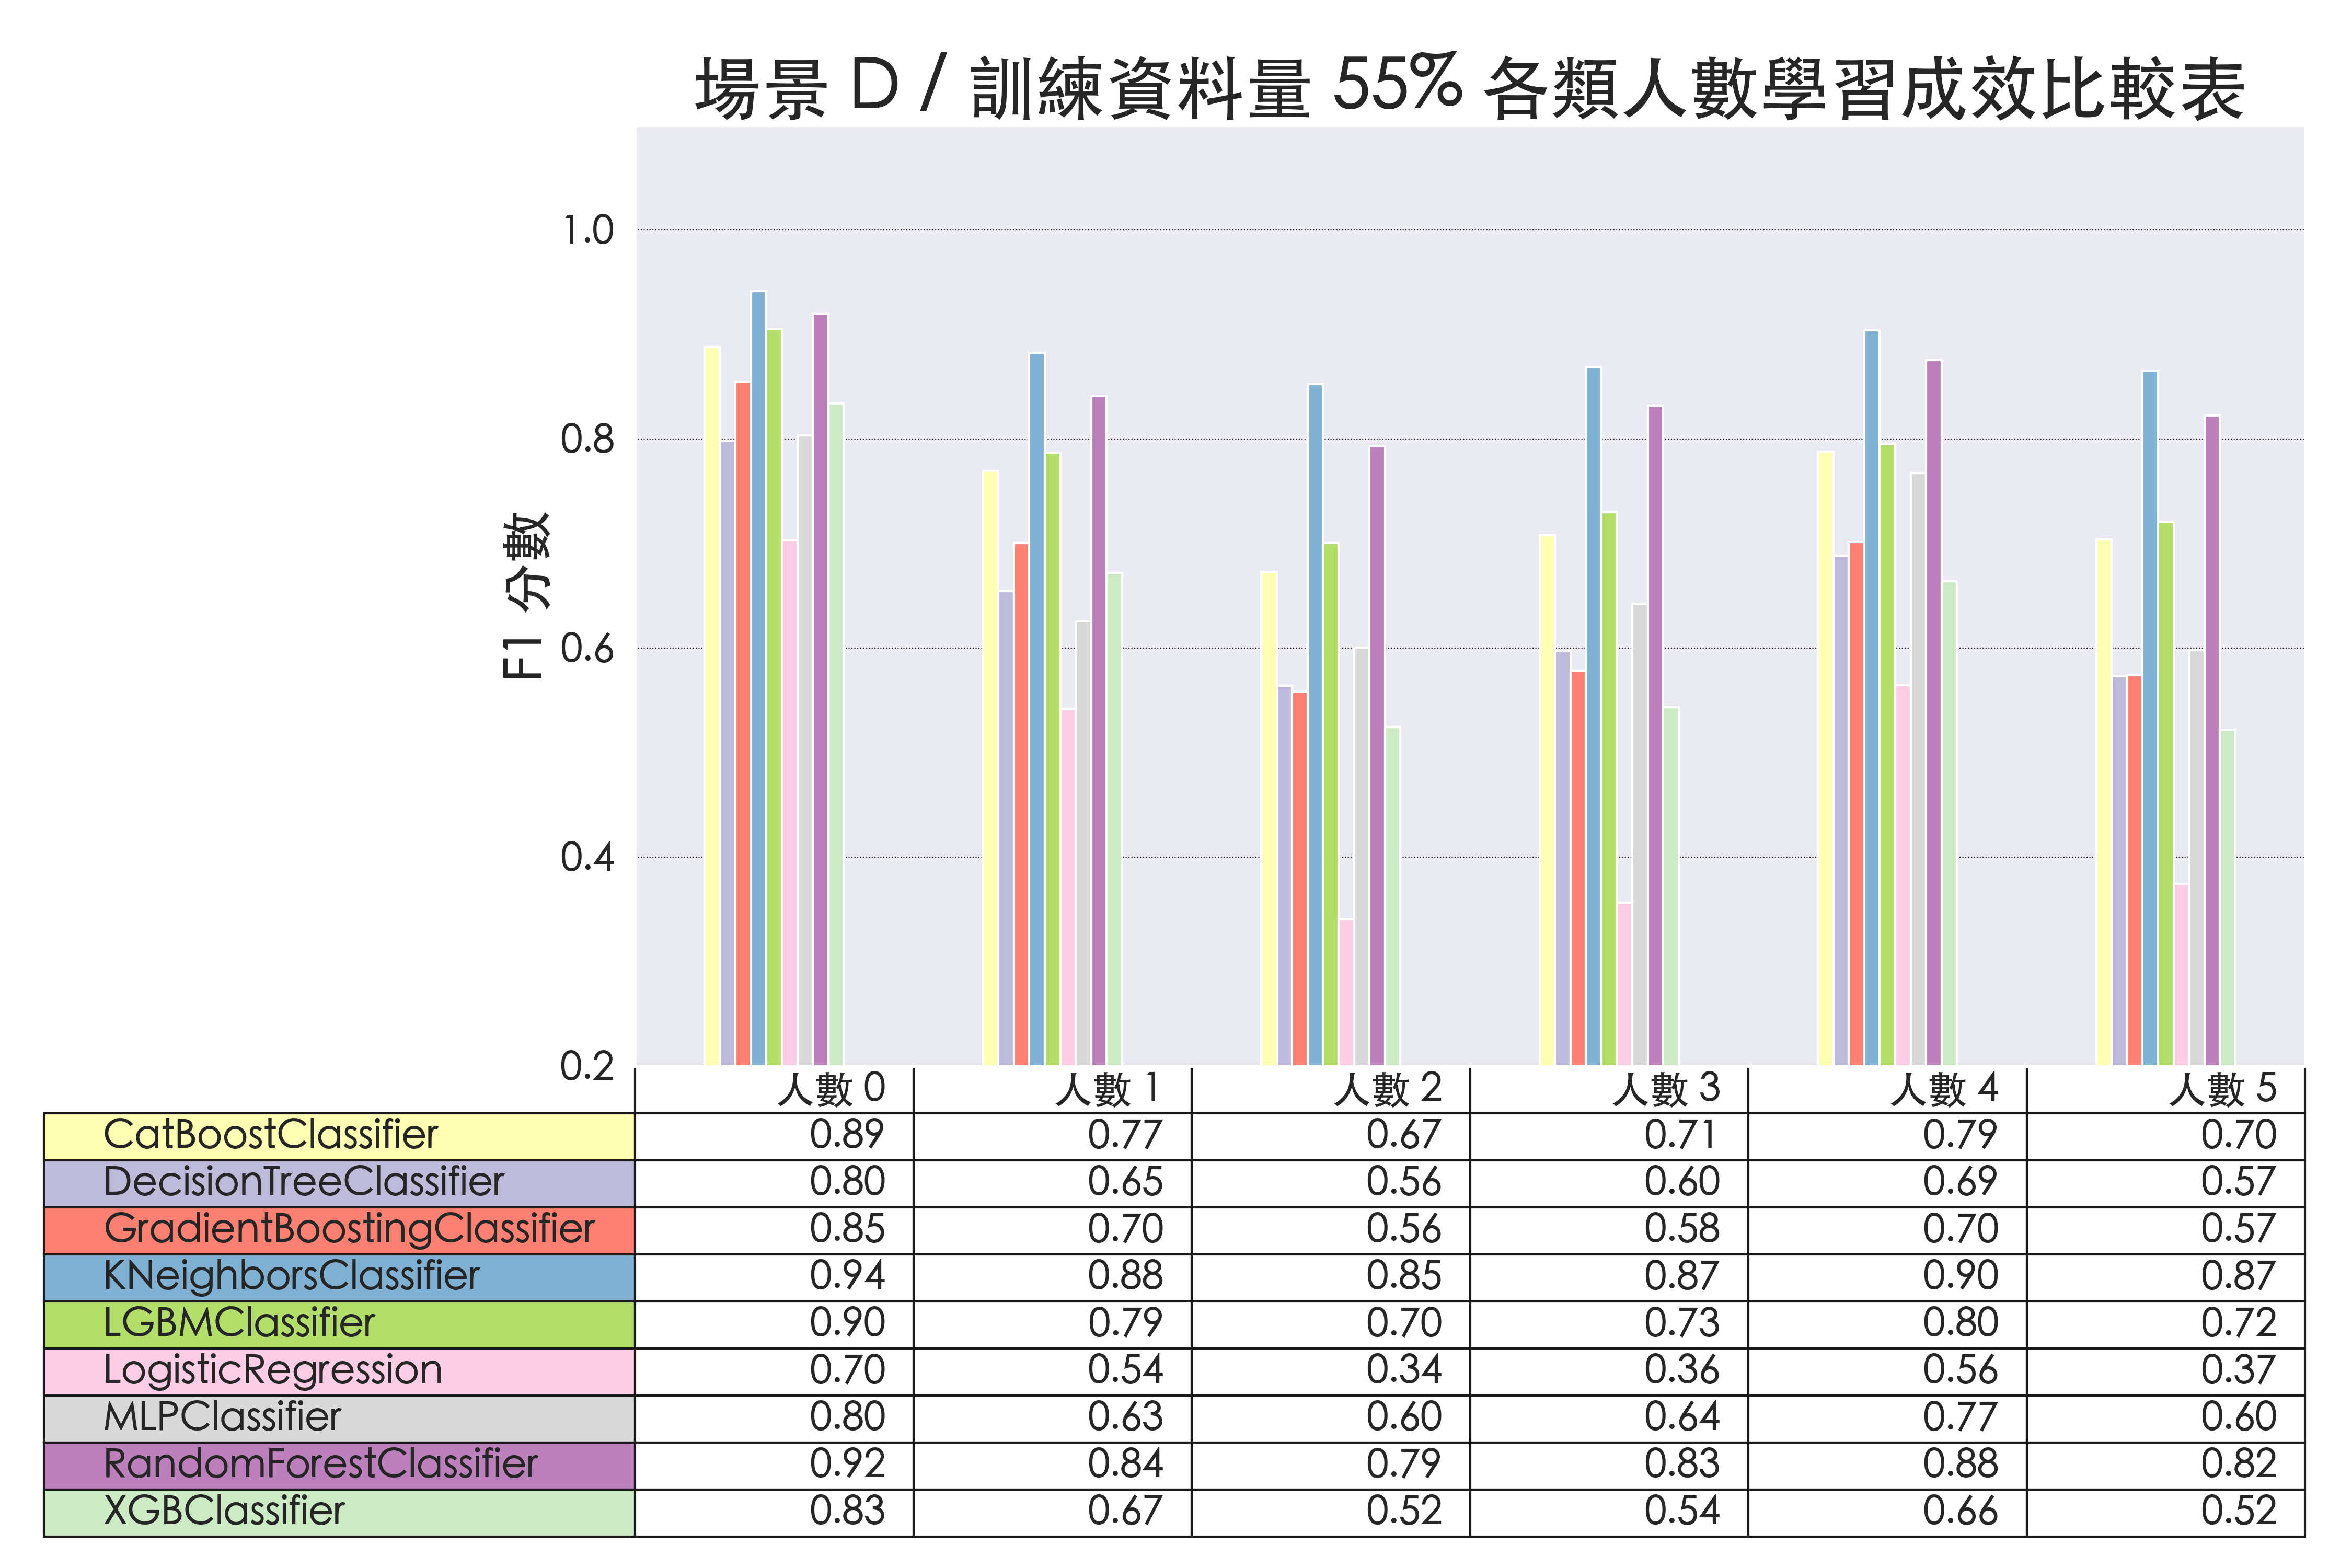 場景 D / 訓練資料量 55% 各類人數學習成效比較表
F1 分數
1.0
0.8
0.6
0.4
0.2
人數 0 人數 1 人數 2 人數 3 人數 4 人數 5
CatBoostClassifier 0.89 0.77 0.67 0.71 0.79 0.70
DecisionTreeClassifier 0.80 0.65 0.56 0.60 0.69 0.57
GradientBoostingClassifier 0.85 0.70 0.56 0.58 0.70 0.57
KNeighborsClassifier 0.94 0.88 0.85 0.87 0.90 0.87
LGBMClassifier 0.90 0.79 0.70 0.73 0.80 0.72
LogisticRegression 0.70 0.54 0.34 0.36 0.56 0.37
MLPClassifier 0.80 0.63 0.60 0.64 0.77 0.60
RandomForestClassifier 0.92 0.84 0.79 0.83 0.88 0.82
XGBClassifier 0.83 0.67 0.52 0.54 0.66 0.52